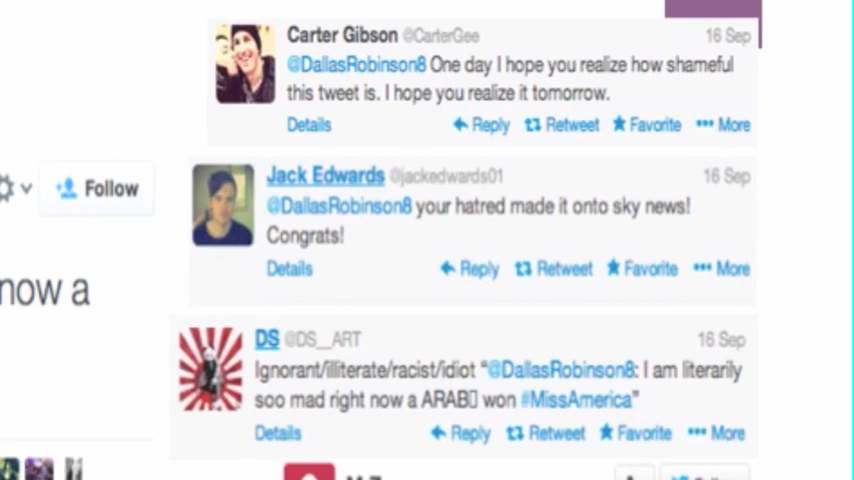 Carter Gibson @CarterGee 16 Sep
@DallasRobinson8 One day I hope you realize how shameful
this tweet is. I hope you realize it tomorrow.
Details Reply Retweet Favorite More
Jack Edwards @jackedwards01 16 Sep
@DallasRobinson8 your hatred made it onto sky news!
Congrats!
Details Reply Retweet Favorite More
Follow
now a
DS @DS__ART 16 Sep
Ignorant/illiterate/racist/idiot “@DallasRobinson8: I am literarily
soo mad right now a ARAB▯ won #MissAmerica”
Details Reply Retweet Favorite More